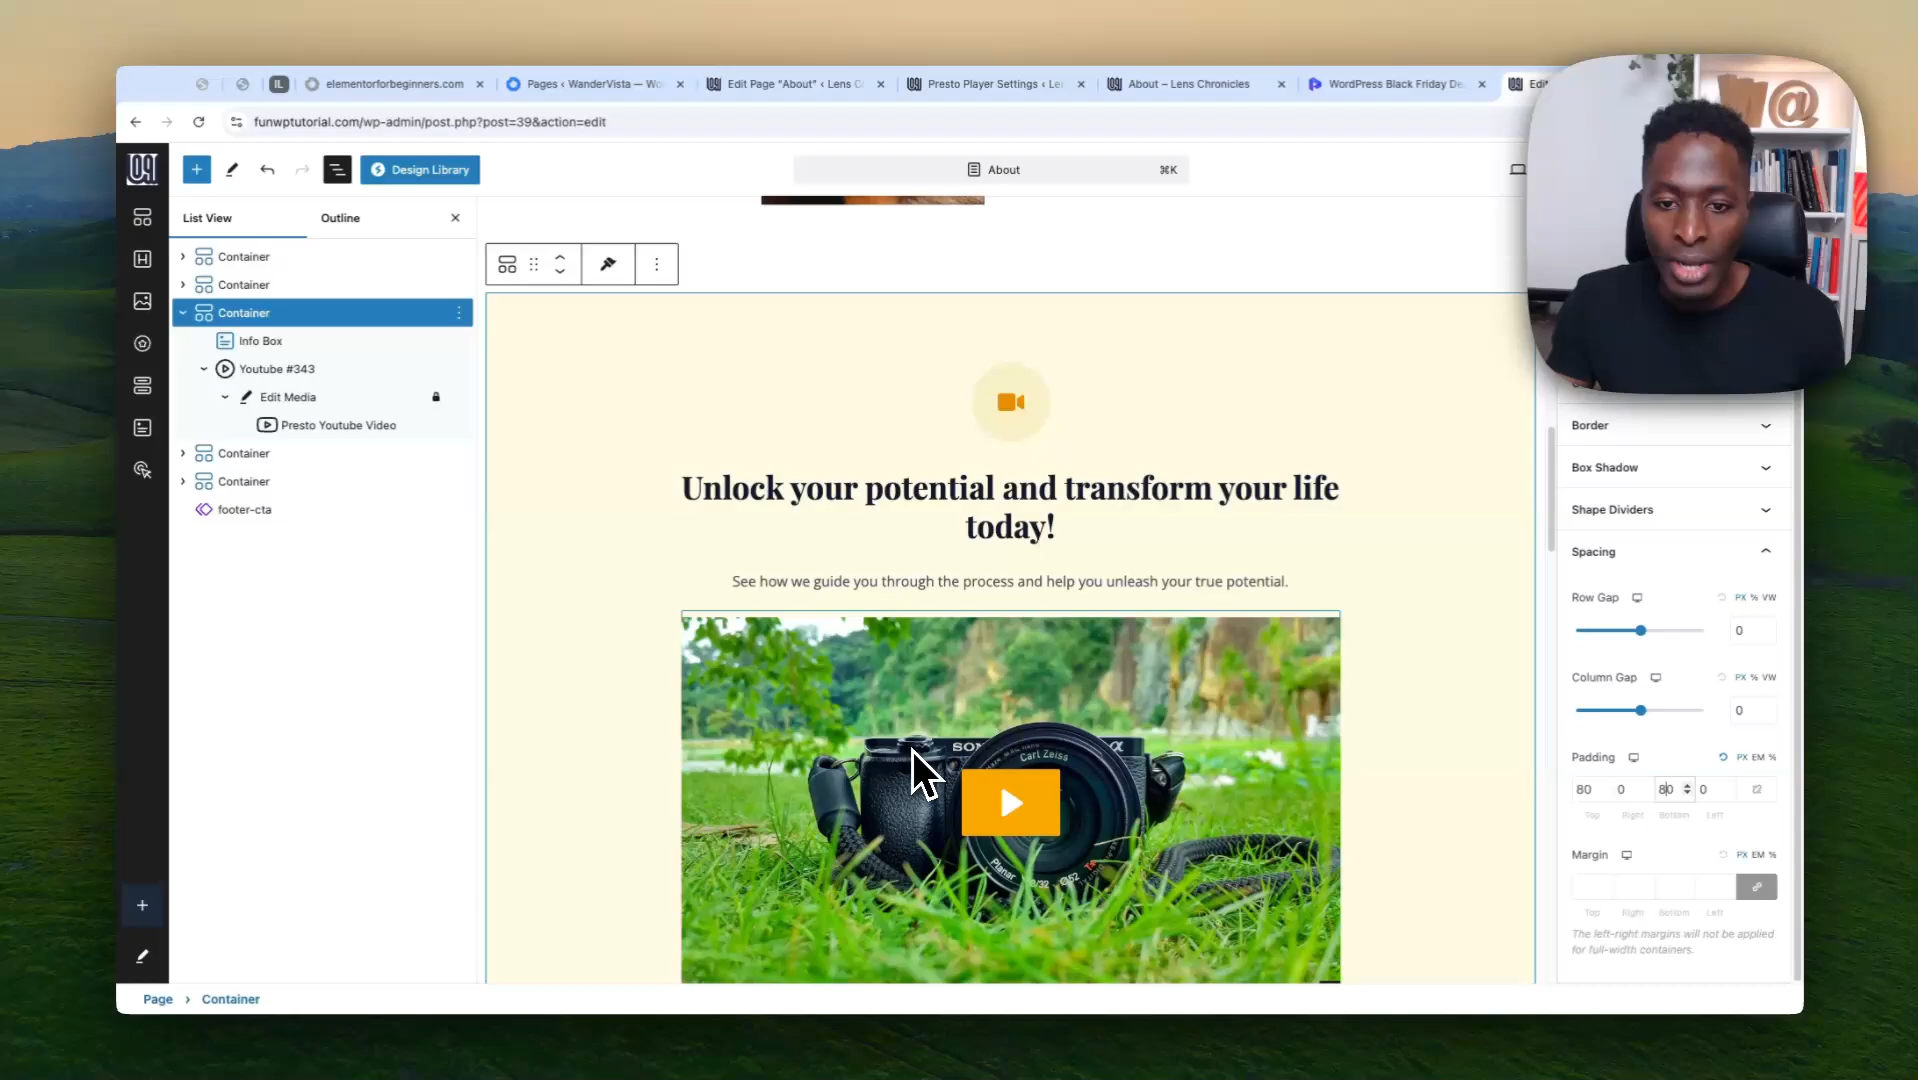 IL
elementorforbeginners.com
Pages ‹ WanderVista — Wo
Edit Page "About" ‹ Lens C
Presto Player Settings ‹ Le
About – Lens Chronicles
WordPress Black Friday De
Edi
funwptutorial.com/wp-admin/post.php?post=39&action=edit
Design Library
About
⌘K
List View
Outline
Container
Container
Container
Info Box
Youtube #343
Edit Media
Presto Youtube Video
Container
Container
footer-cta
Unlock your potential and transform your life
today!
See how we guide you through the process and help you unleash your true potential.
SON
α
Carl Zeiss
Planar
Border
Box Shadow
Shape Dividers
Spacing
Row Gap
PX % VW
0
Column Gap
PX % VW
0
Padding
PX EM %
80 0 80 0
Top Right Bottom Left
Margin
PX EM %
Top Right Bottom Left
The left-right margins will not be applied
for full-width containers.
Page › Container